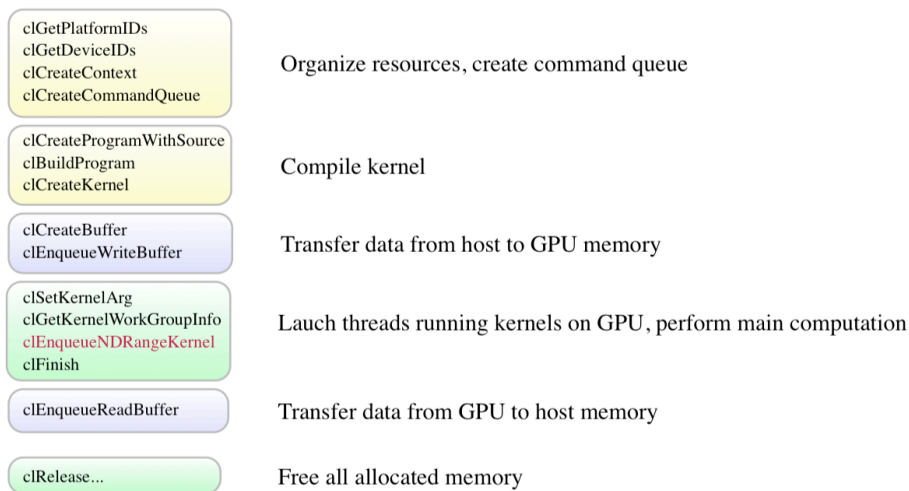 clGetPlatformIDs
clGetDeviceIDs
clCreateContext
clCreateCommandQueue
Organize resources, create command queue
clCreateProgramWithSource
clBuildProgram
clCreateKernel
Compile kernel
clCreateBuffer
clEnqueueWriteBuffer
Transfer data from host to GPU memory
clSetKernelArg
clGetKernelWorkGroupInfo
clEnqueueNDRangeKernel
clFinish
Lauch threads running kernels on GPU, perform main computation
clEnqueueReadBuffer
Transfer data from GPU to host memory
clRelease...
Free all allocated memory